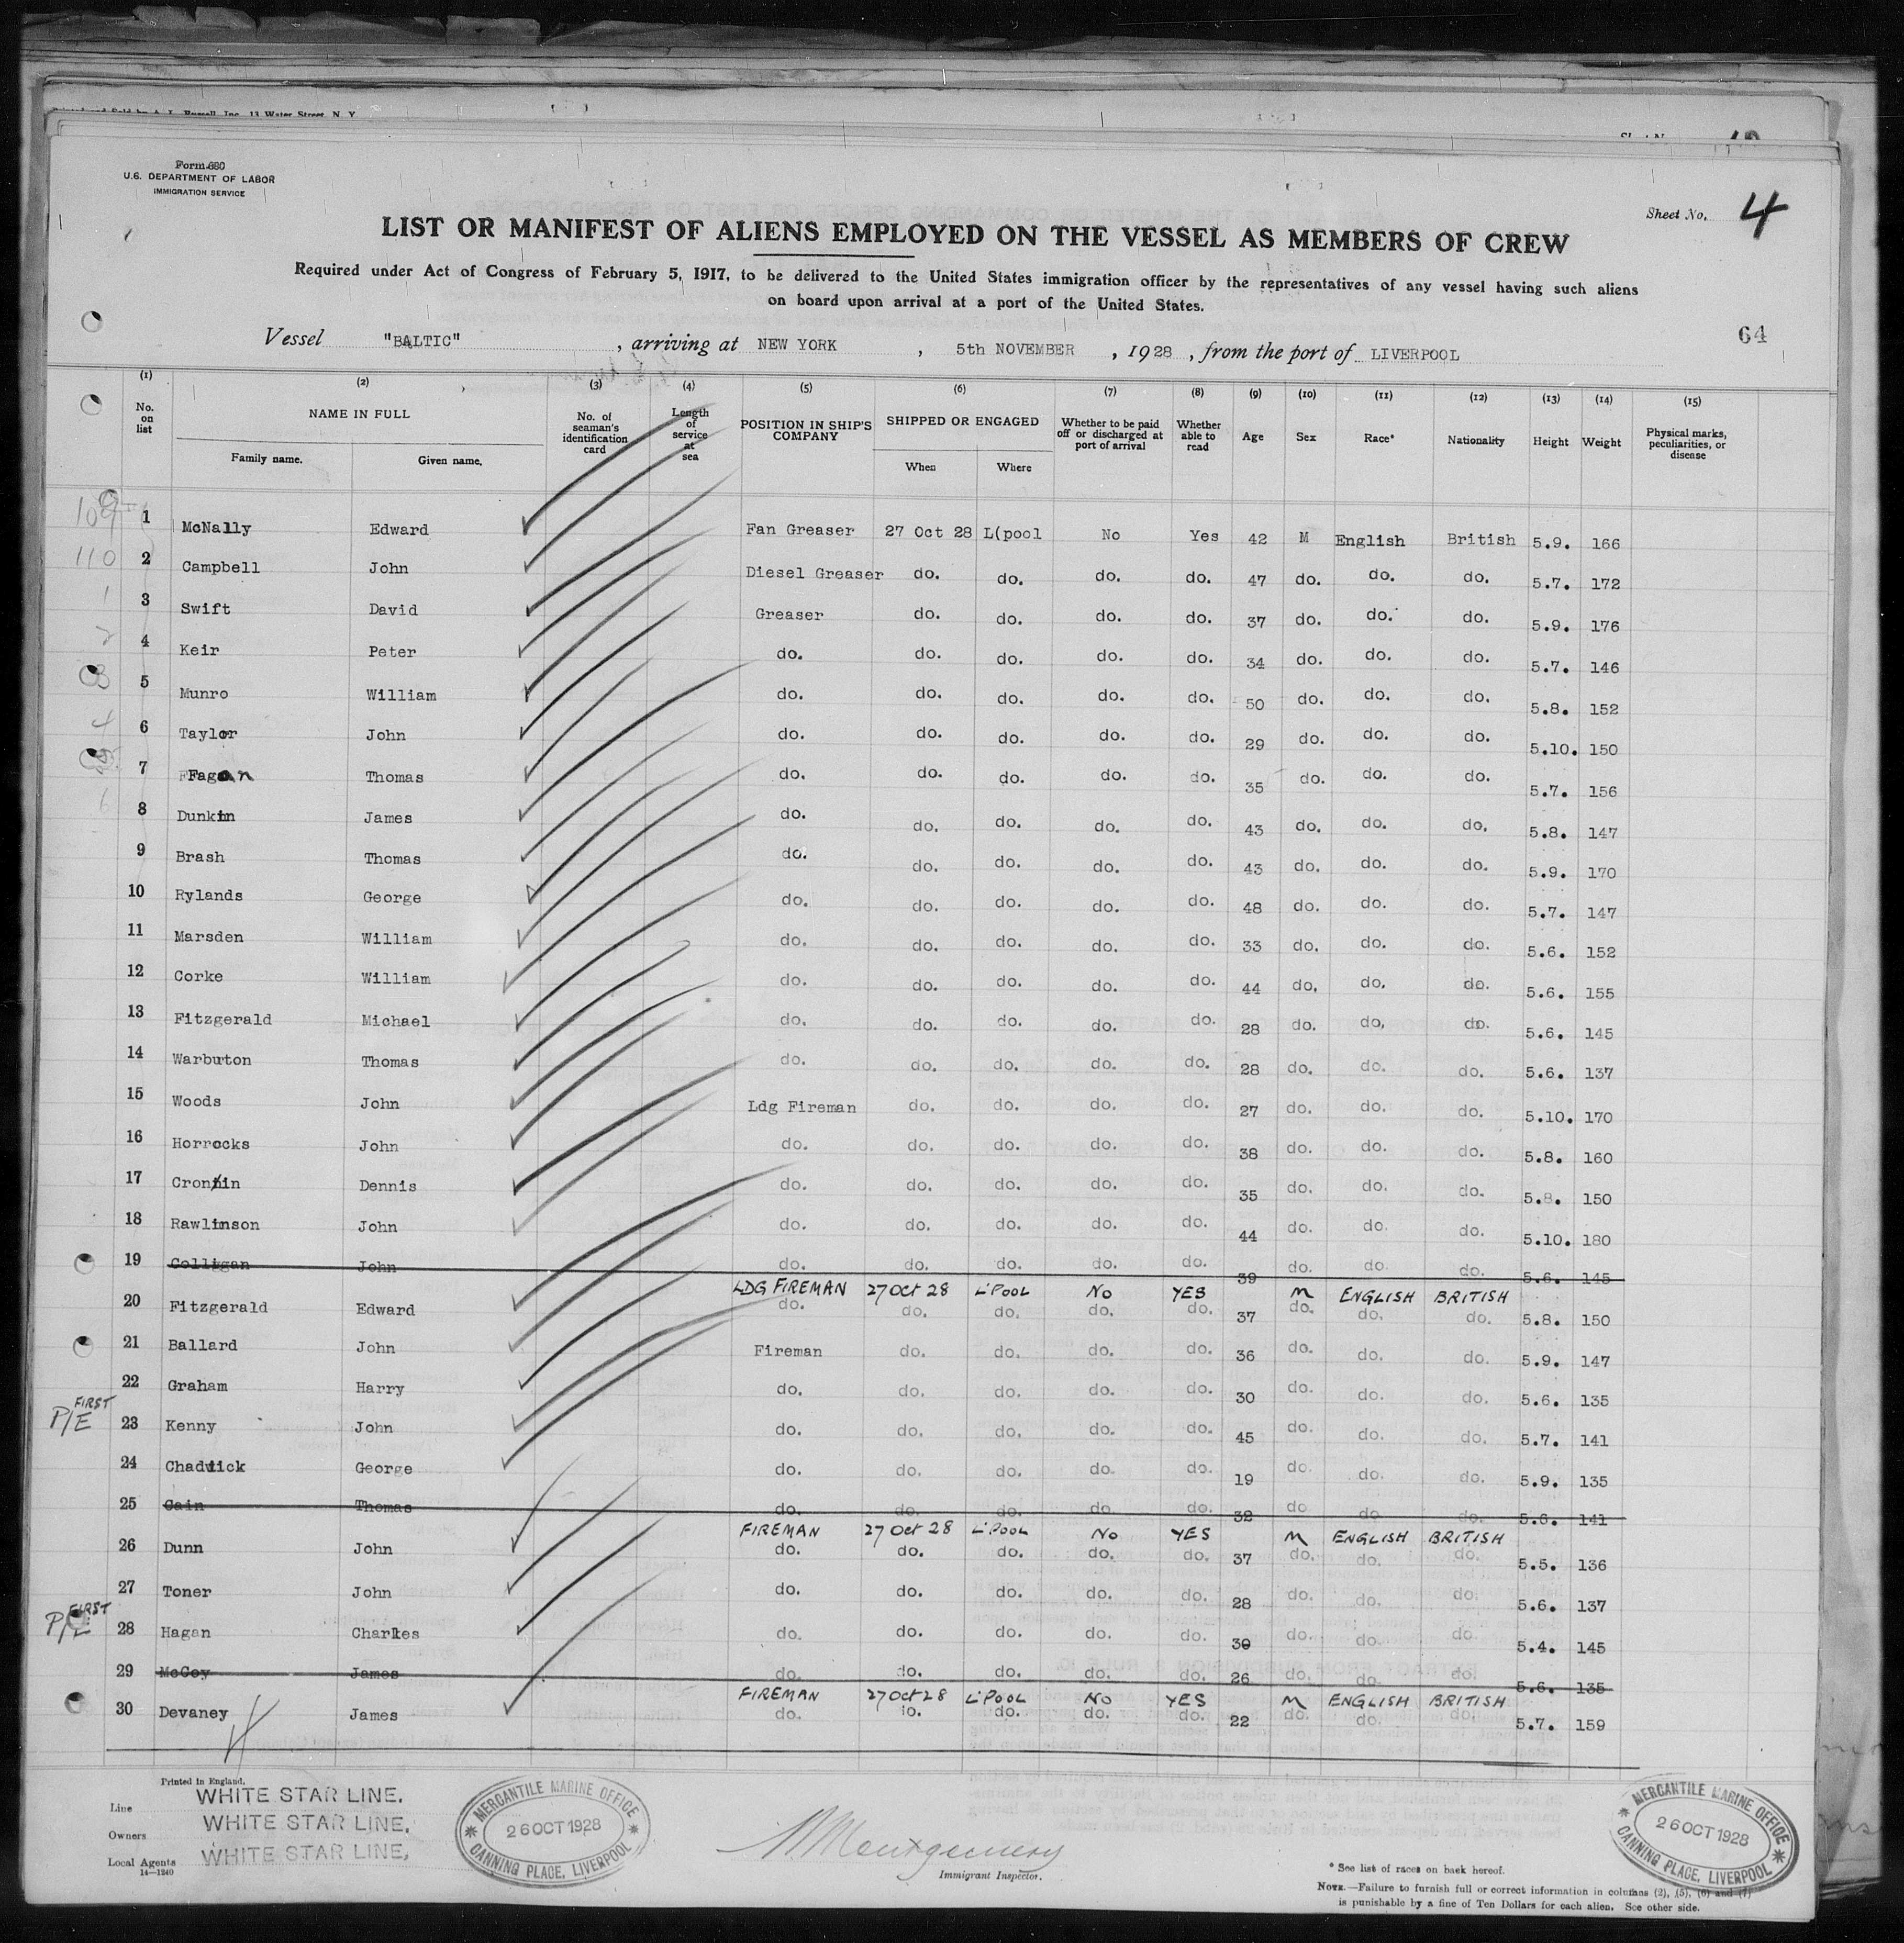 Form 680
U.S. DEPARTMENT OF LABOR
IMMIGRATION SERVICE
Sheet No. 4
LIST OR MANIFEST OF ALIENS EMPLOYED ON THE VESSEL AS MEMBERS OF CREW
Required under Act of Congress of February 5, 1917, to be delivered to the United States immigration officer by the representatives of any vessel having such aliens
on board upon arrival at a port of the United States.
64
Vessel "BALTIC", arriving at NEW YORK, 5th NOVEMBER, 1928, from the port of LIVERPOOL
(1) (2) (3) (4) (5) (6) (7) (8) (9) (10) (11) (12) (13) (14) (15)
No. on list NAME IN FULL Family name. Given name. No. of seaman's identification card Length of service at sea POSITION IN SHIP'S COMPANY SHIPPED OR ENGAGED When Where Whether to be paid off or discharged at port of arrival Whether able to read Age Sex Race* Nationality Height Weight Physical marks, peculiarities, or disease
1 McNally Edward Fan Greaser 27 Oct 28 L(pool No Yes 42 M English British 5.9. 166
110 2 Campbell John Diesel Greaser do. do. do. do. 47 do. do. do. 5.7. 172
1 3 Swift David Greaser do. do. do. do. 37 do. do. do. 5.9. 176
2 4 Keir Peter do. do. do. do. do. 34 do. do. do. 5.7. 146
3 5 Munro William do. do. do. do. do. 50 do. do. do. 5.8. 152
4 6 Taylor John do. do. do. do. do. 29 do. do. do. 5.10. 150
7 Fagan Thomas do. do. do. do. do. 35 do. do. do. 5.7. 156
6 8 Dunkin James do. do. do. do. do. 43 do. do. do. 5.8. 147
9 Brash Thomas do. do. do. do. do. 43 do. do. do. 5.9. 170
10 Rylands George do. do. do. do. do. 48 do. do. do. 5.7. 147
11 Marsden William do. do. do. do. do. 33 do. do. do. 5.6. 152
12 Corke William do. do. do. do. do. 44 do. do. do. 5.6. 155
13 Fitzgerald Michael do. do. do. do. do. 28 do. do, do. 5.6. 145
14 Warburton Thomas do. do. do. do. do. 28 do. do. do. 5.6. 137
15 Woods John Ldg Fireman do. do. do. do. 27 do. do. do. 5.10. 170
16 Horrocks John do. do. do. do. do. 38 do. do. do. 5.8. 160
17 Cronin Dennis do. do. do. do. do. 35 do. do. do. 5.8. 150
18 Rawlinson John do. do. do. do. do. 44 do. do. do. 5.10. 180
19 Colligan John do. do. do. do. do. 39 do. do. do. 5.6. 145
LDG FIREMAN 27 Oct 28 L'POOL No YES M ENGLISH BRITISH
20 Fitzgerald Edward do. do. do. do. do. 37 do. do. do. 5.8. 150
21 Ballard John Fireman do. do. do. do. 36 do. do. do. 5.9. 147
22 Graham Harry do. do. do. do. do. 30 do. do. do. 5.6. 135
P/E FIRST 23 Kenny John do. do. do. do. do. 45 do. do. do. 5.7. 141
24 Chadwick George do. do. do. do. do. 19 do. do. do. 5.9. 135
25 Cain Thomas do. do. do. do. do. 32 do do do. 5.6. 141
FIREMAN 27 Oct 28 L'POOL No YES M ENGLISH BRITISH
26 Dunn John do. do. do. do. do. 37 do. do. do. 5.5. 136
27 Toner John do. do. do. do. do. 28 do. do. do. 5.6. 137
P/E FIRST 28 Hagan Charles do. do. do. do. do. 30 do. do. do 5.4. 145
29 McCoy James do. do. do. do. do. 26 do. do. do. 5.6. 135
FIREMAN 27 Oct 28 L'POOL No YES M ENGLISH BRITISH
30 Devaney James do. do. do. do. do. 22 do. do. do. 5.7. 159
Printed in England.
Line WHITE STAR LINE.
Owners WHITE STAR LINE.
Local Agents WHITE STAR LINE.
14—1240
MERCANTILE MARINE OFFICE
26 OCT 1928
CANNING PLACE, LIVERPOOL
Montgomery
Immigrant Inspector.
MERCANTILE MARINE OFFICE
26 OCT 1928
CANNING PLACE, LIVERPOOL
* See list of races on back hereof.
NOTE.—Failure to furnish full or correct information in columns (2), (5), (6) and (7)
is punishable by a fine of Ten Dollars for each alien. See other side.